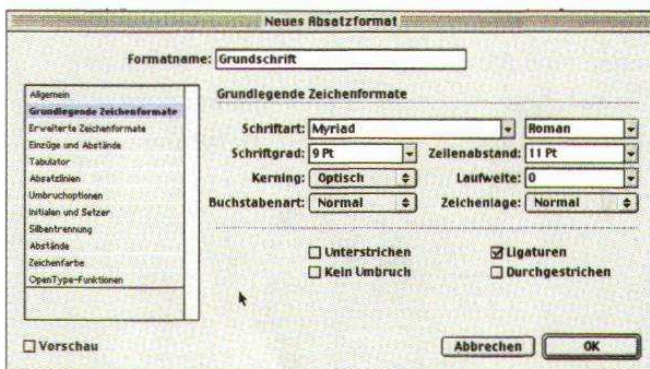 Neues Absatzformat
Formatname: Grundschrift
Allgemein
Grundlegende Zeichenformate
Erweiterte Zeichenformate
Einzüge und Abstände
Tabulator
Absatzlinien
Umbruchoptionen
Initialen und Setzer
Silbentrennung
Abstände
Zeichenfarbe
OpenType-Funktionen
Grundlegende Zeichenformate
Schriftart: Myriad Roman
Schriftgrad: 9 Pt Zeilenabstand: 11 Pt
Kerning: Optisch Laufweite: 0
Buchstabenart: Normal Zeichenlage: Normal
Unterstrichen Ligaturen
Kein Umbruch Durchgestrichen
Vorschau Abbrechen OK